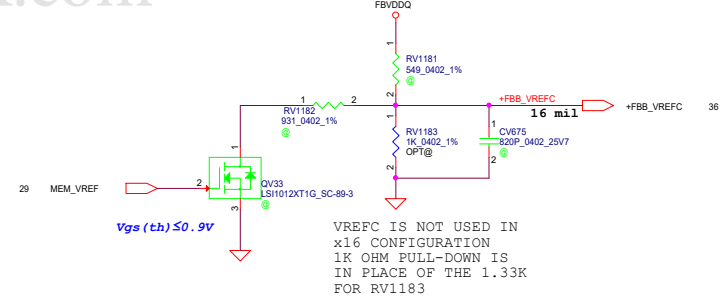 .com
FBVDDQ
1
RV1181
549_0402_1%
@
2
1
2
RV1182
931_0402_1%
@
+FBB_VREFC
16 mil
+FBB_VREFC
36
1
RV1183
1K_0402_1%
OPT@
2
1
CV675
820P_0402_25V7
@
2
1
29
MEM_VREF
2
QV33
LSI1012XT1G_SC-89-3
@
3
Vgs(th)≤0.9V
VREFC IS NOT USED IN
x16 CONFIGURATION
1K OHM PULL-DOWN IS
IN PLACE OF THE 1.33K
FOR RV1183